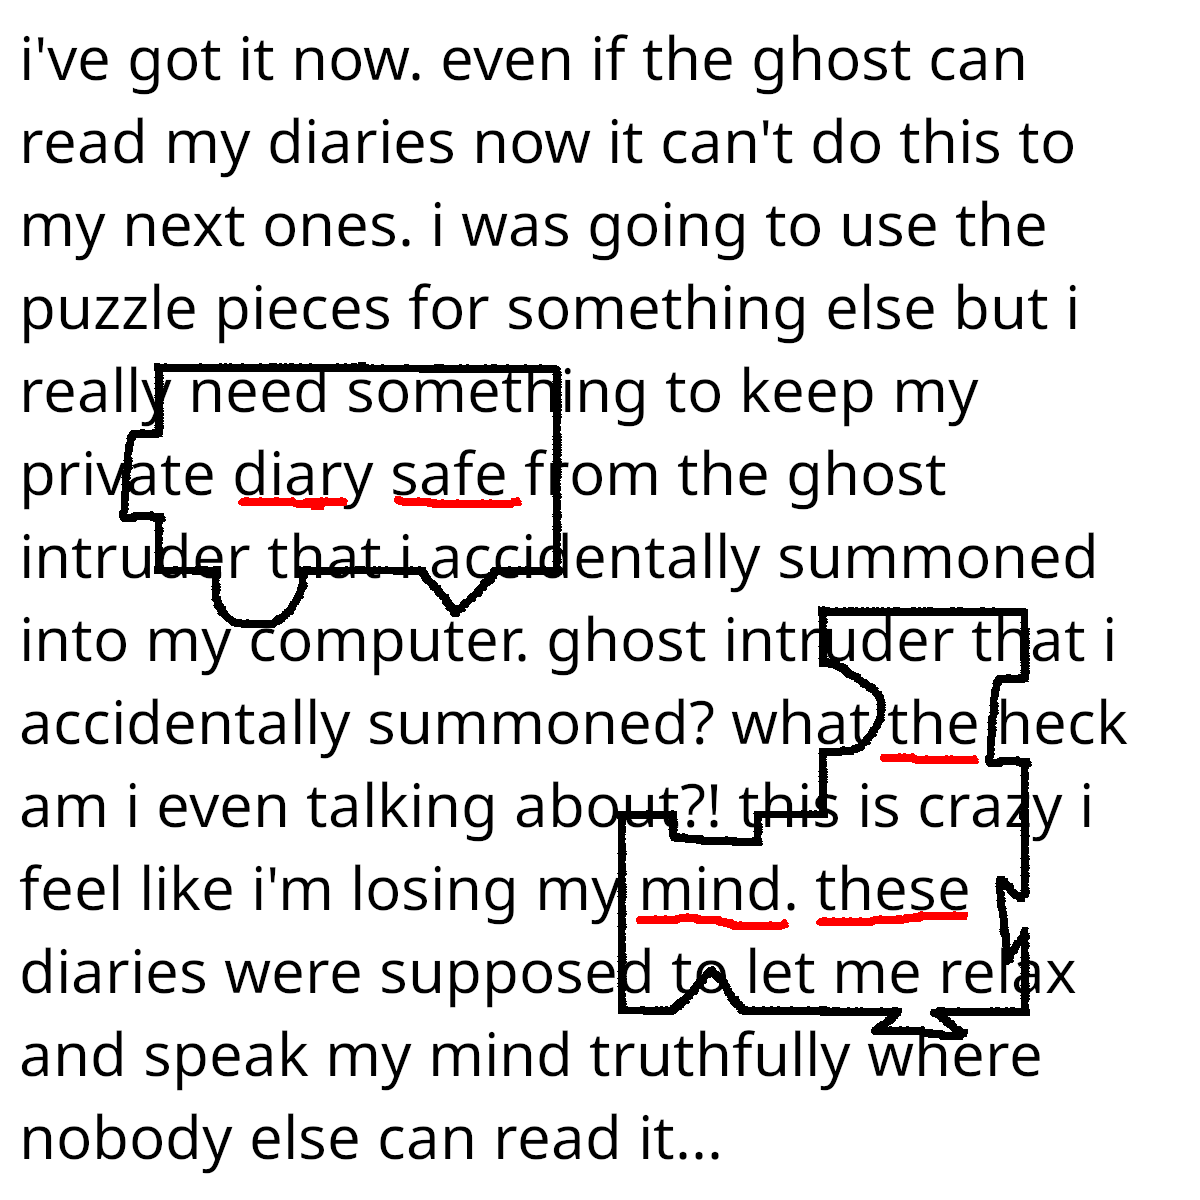 i've got it now. even if the ghost can
read my diaries now it can't do this to
my next ones. i was going to use the
puzzle pieces for something else but i
really need something to keep my
private diary safe from the ghost
intruder that i accidentally summoned
into my computer. ghost intruder that i
accidentally summoned? what the heck
am i even talking about?! this is crazy i
feel like i'm losing my mind. these
diaries were supposed to let me relax
and speak my mind truthfully where
nobody else can read it...